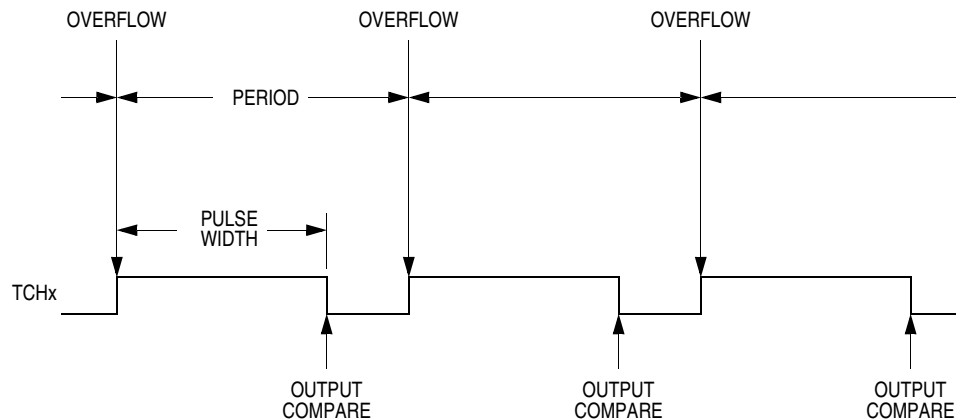 OVERFLOW
OVERFLOW
OVERFLOW
PERIOD
PULSE
WIDTH
TCHx
OUTPUT
COMPARE
OUTPUT
COMPARE
OUTPUT
COMPARE